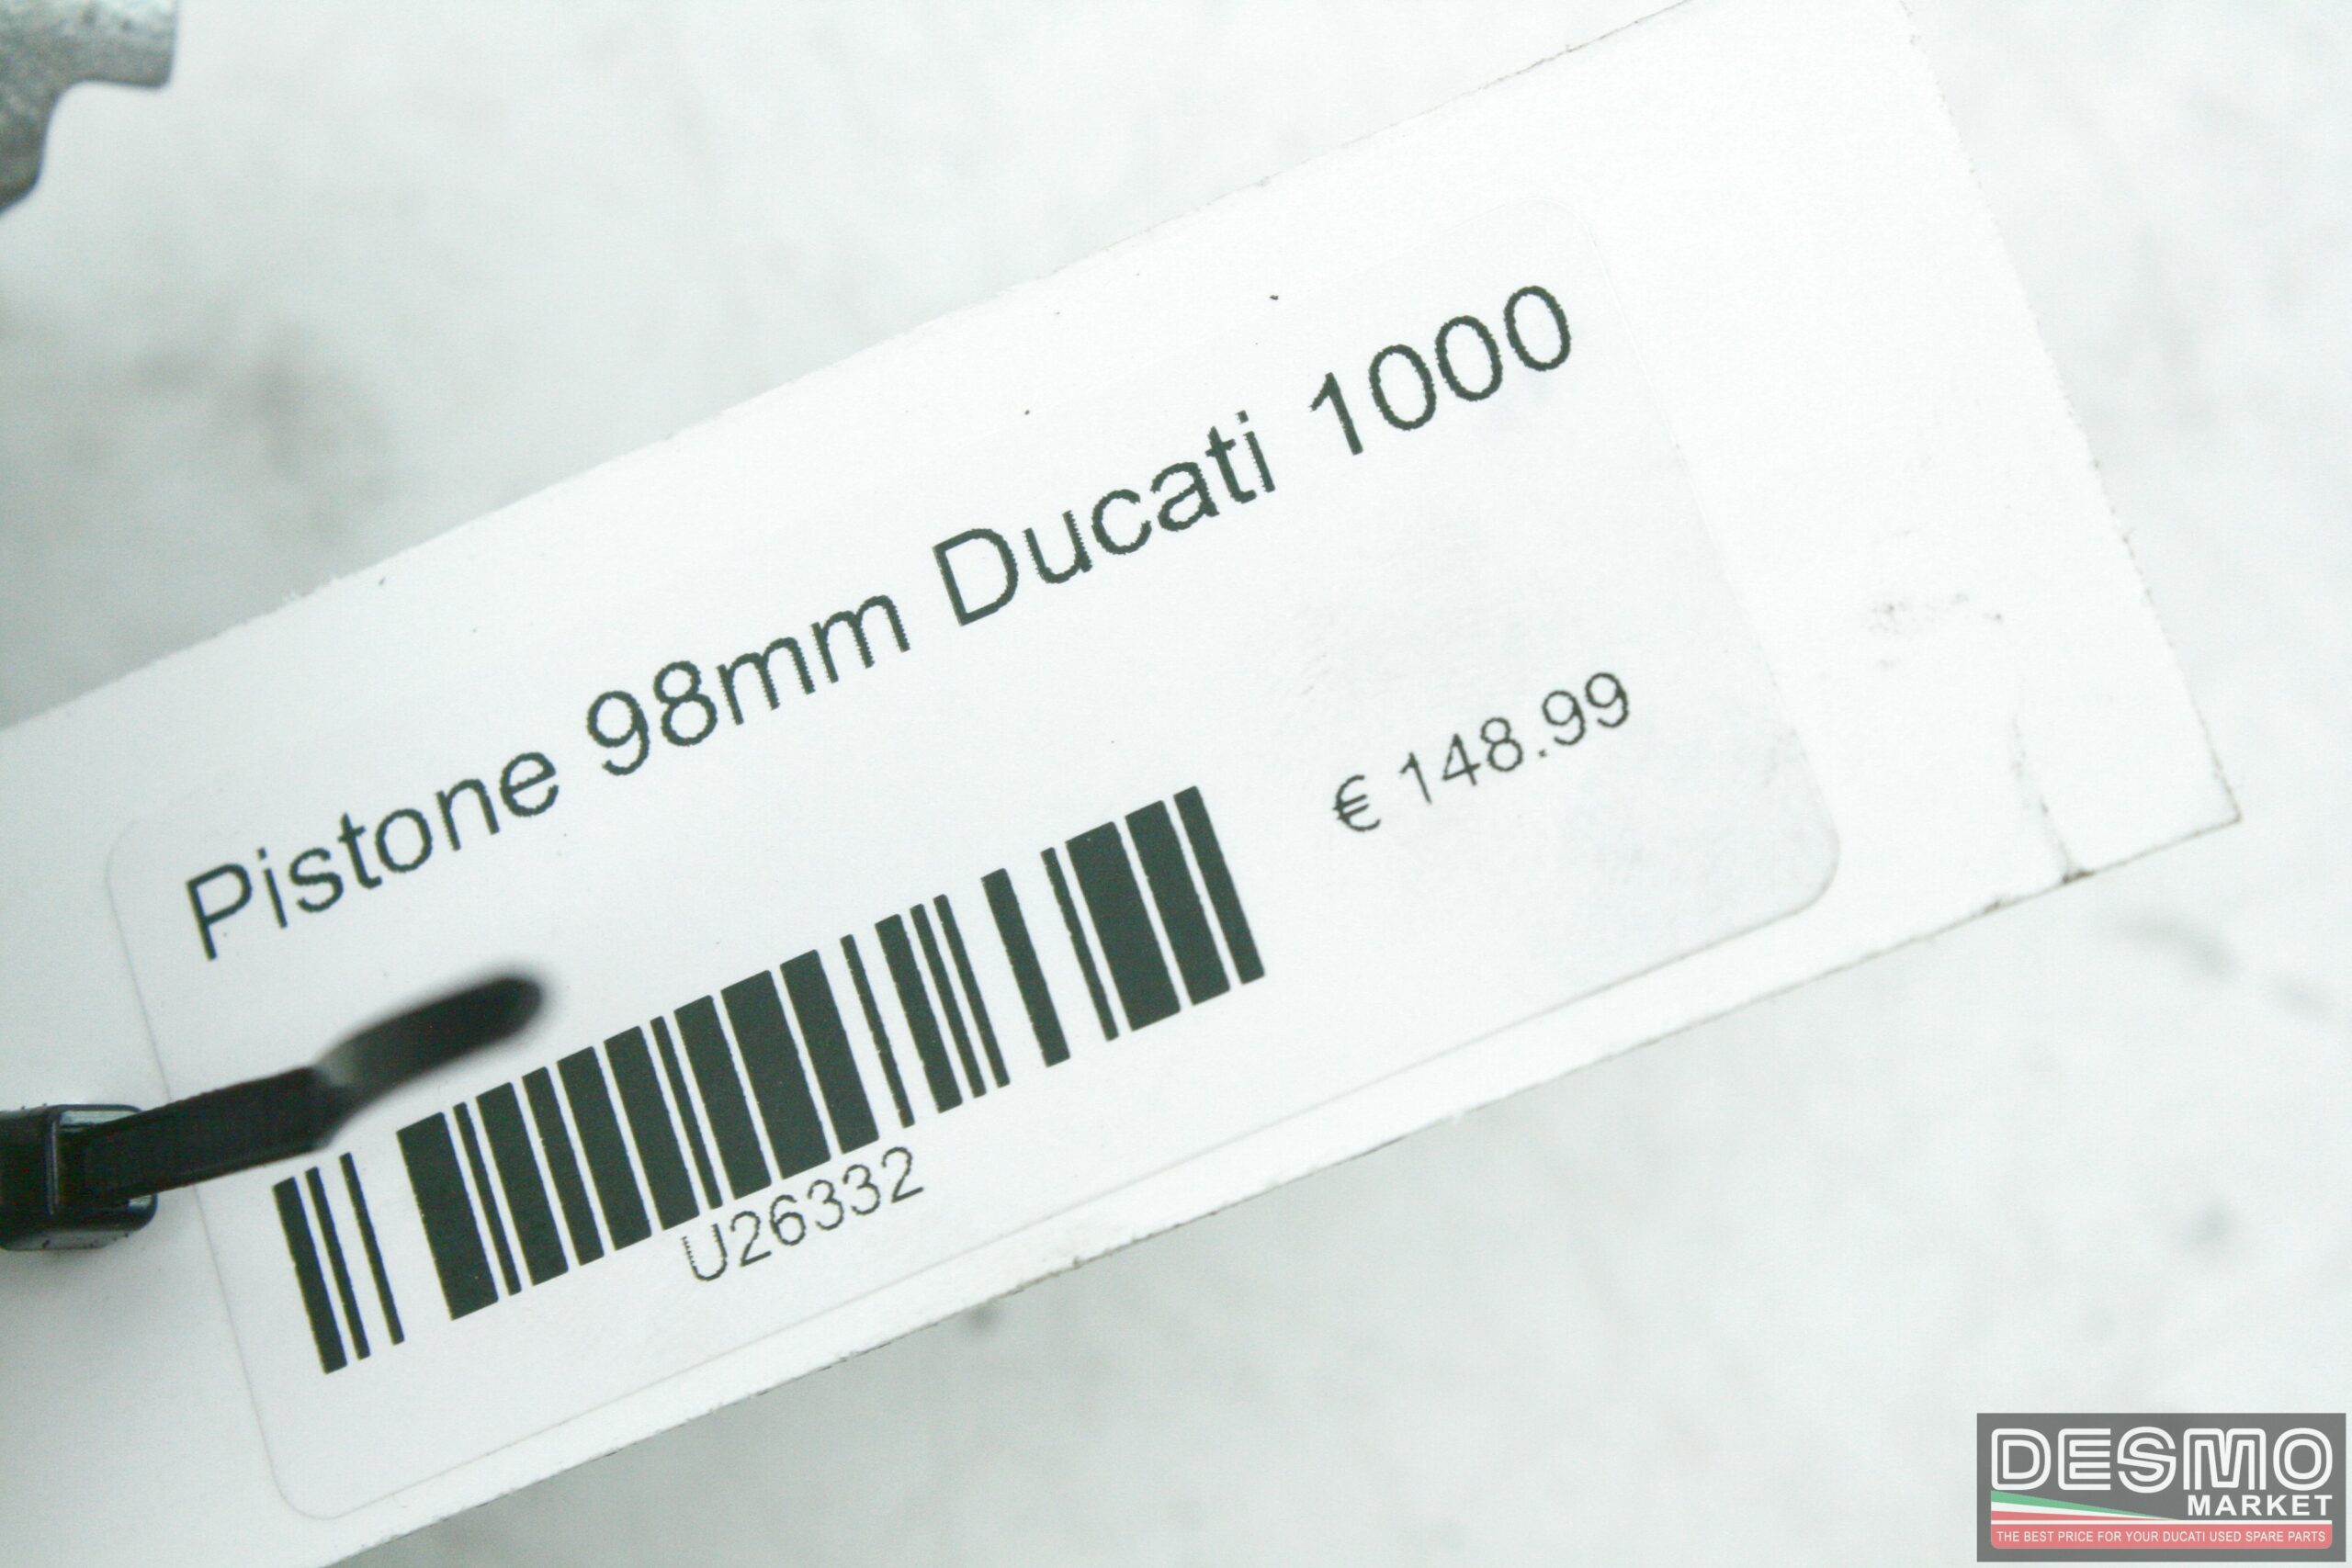 Pistone 98mm Ducati 1000
€ 148.99
U26332
DESMO
MARKET
THE BEST PRICE FOR YOUR DUCATI USED SPARE PARTS